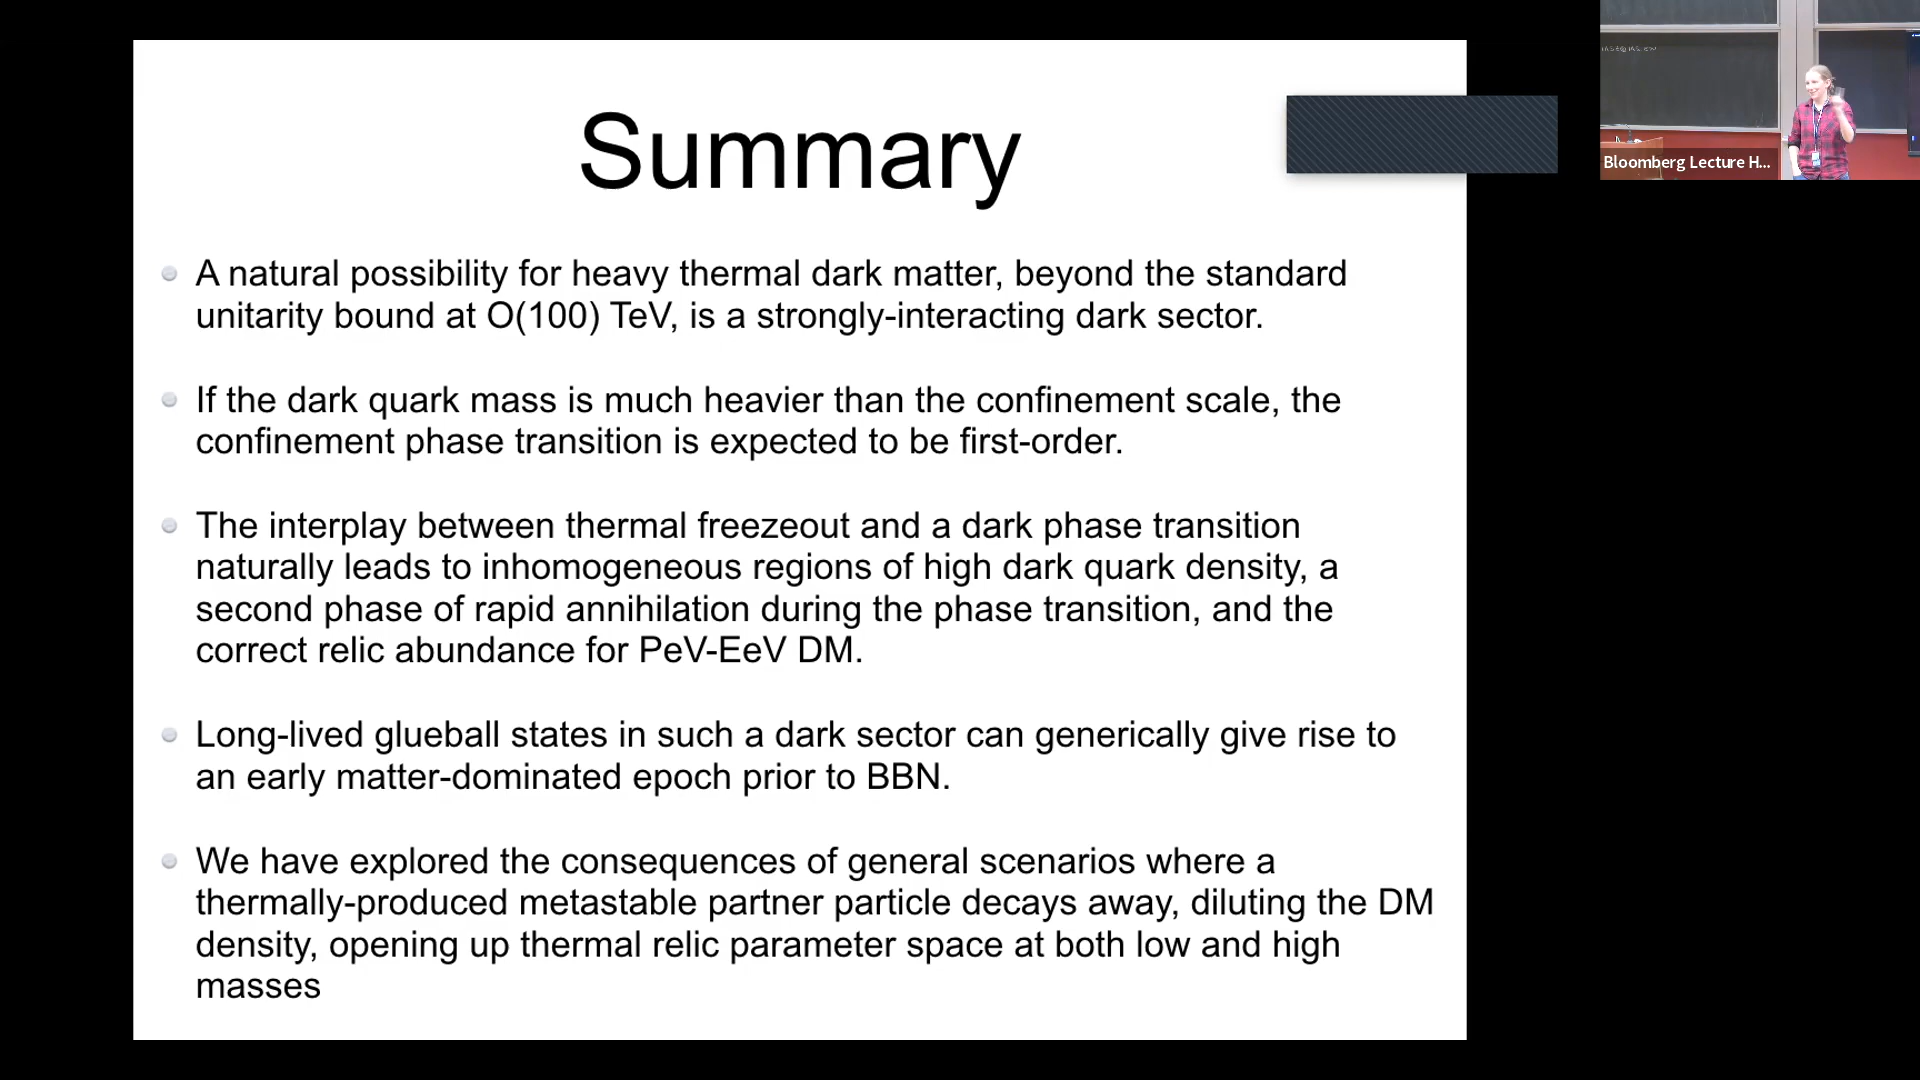 Summary
A natural possibility for heavy thermal dark matter, beyond the standard
unitarity bound at O(100) TeV, is a strongly-interacting dark sector.
If the dark quark mass is much heavier than the confinement scale, the
confinement phase transition is expected to be first-order.
The interplay between thermal freezeout and a dark phase transition
naturally leads to inhomogeneous regions of high dark quark density, a
second phase of rapid annihilation during the phase transition, and the
correct relic abundance for PeV-EeV DM.
Long-lived glueball states in such a dark sector can generically give rise to
an early matter-dominated epoch prior to BBN.
We have explored the consequences of general scenarios where a
thermally-produced metastable partner particle decays away, diluting the DM
density, opening up thermal relic parameter space at both low and high
masses
Bloomberg Lecture H...